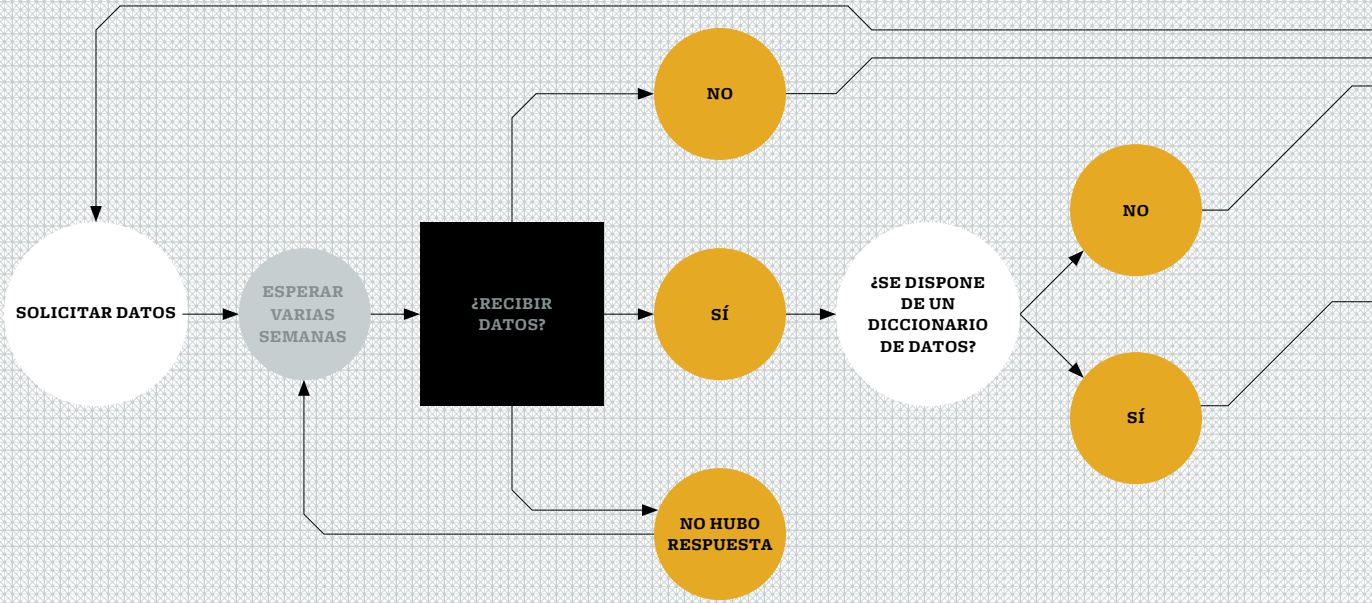 NO
NO
SOLICITAR DATOS
ESPERAR
VARIAS
SEMANAS
¿RECIBIR
DATOS?
SÍ
¿SE DISPONE
DE UN
DICCIONARIO
DE DATOS?
SÍ
NO HUBO
RESPUESTA